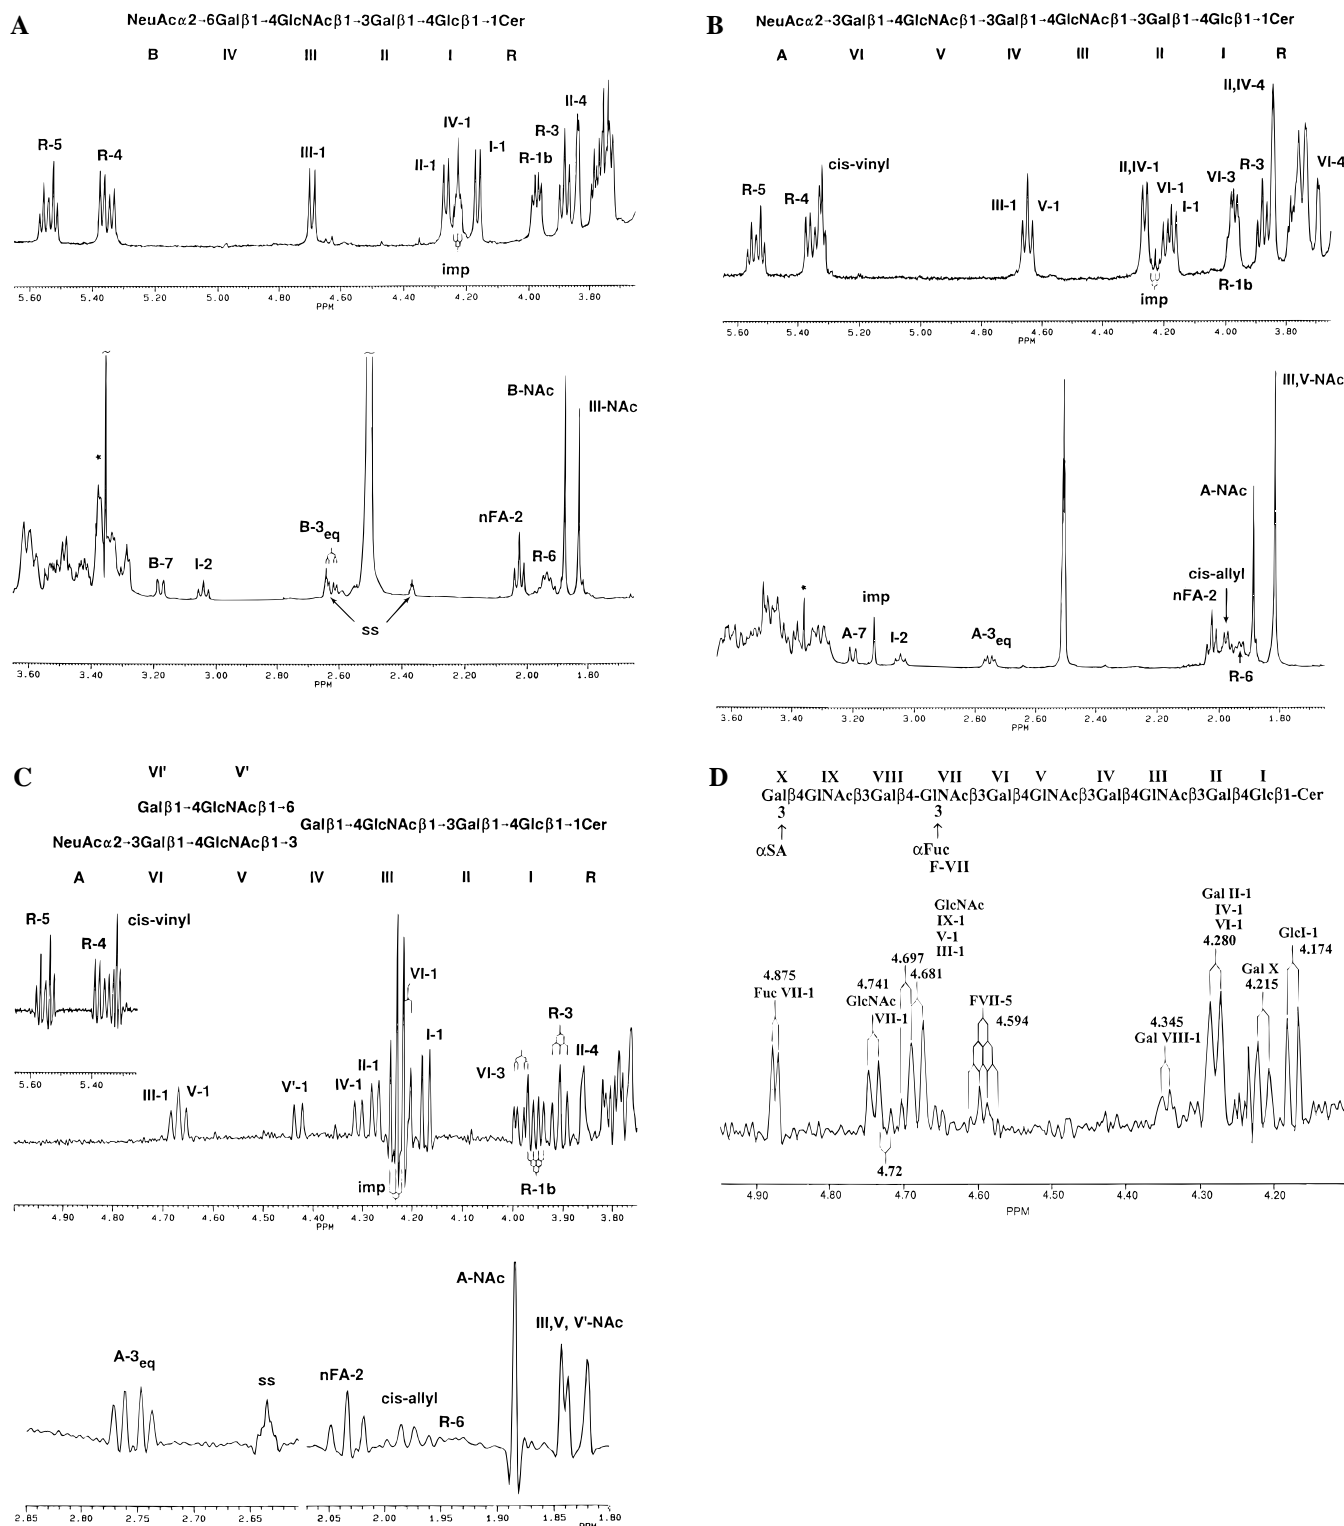 A
NeuAcα2→6Galβ1→4GlcNAcβ1→3Galβ1→4Glcβ1→1Cer
B IV III II I R
R-5
R-4
III-1
II-1
IV-1
I-1
R-1b
R-3
II-4
imp
5.60 5.40 5.20 5.00 4.80 4.60 4.40 4.20 4.00 3.80
PPM
B-NAc
III-NAc
*
B-7
I-2
B-3eq
nFA-2
R-6
ss
3.60 3.40 3.20 3.00 2.80 2.60 2.40 2.20 2.00 1.80
PPM
B
NeuAcα2→3Galβ1→4GlcNAcβ1→3Galβ1→4GlcNAcβ1→3Galβ1→4Glcβ1→1Cer
A VI V IV III II I R
R-5
R-4
cis-vinyl
III-1
V-1
II,IV-1
VI-1
I-1
VI-3
R-3
II,IV-4
VI-4
imp
R-1b
5.60 5.40 5.20 5.00 4.80 4.60 4.40 4.20 4.00 3.80
PPM
III,V-NAc
A-NAc
cis-allyl
nFA-2
*
imp
A-7
I-2
A-3eq
R-6
3.60 3.40 3.20 3.00 2.80 2.60 2.40 2.20 2.00 1.80
PPM
C
VI' V'
Galβ1→4GlcNAcβ1→6
Galβ1→4GlcNAcβ1→3Galβ1→4Glcβ1→1Cer
NeuAcα2→3Galβ1→4GlcNAcβ1→3
A VI V IV III II I R
R-5
R-4
cis-vinyl
5.60 5.40
III-1
V-1
V'-1
IV-1
II-1
VI-1
I-1
VI-3
R-3
II-4
imp
R-1b
4.90 4.80 4.70 4.60 4.50 4.40 4.30 4.20 4.10 4.00 3.90 3.80
PPM
A-NAc
III,V, V'-NAc
A-3eq
ss
nFA-2
cis-allyl
R-6
2.85 2.80 2.75 2.70 2.65 2.05 2.00 1.95 1.90 1.85 1.80
PPM
D
X IX VIII VII VI V IV III II I
Galβ4GlNAcβ3Galβ4-GlNAcβ3Galβ4GlNAcβ3Galβ4GlNAcβ3Galβ4Glcβ1-Cer
3 3
↑ ↑
αSA αFuc
F-VII
GlcNAc
IX-1
V-1
III-1
4.697
4.681
4.875
Fuc VII-1
4.741
GlcNAc
VII-1
4.72
FVII-5
4.594
4.345
Gal VIII-1
Gal II-1
IV-1
VI-1
4.280
Gal X
4.215
GlcI-1
4.174
4.90 4.80 4.70 4.60 4.50 4.40 4.30 4.20
PPM